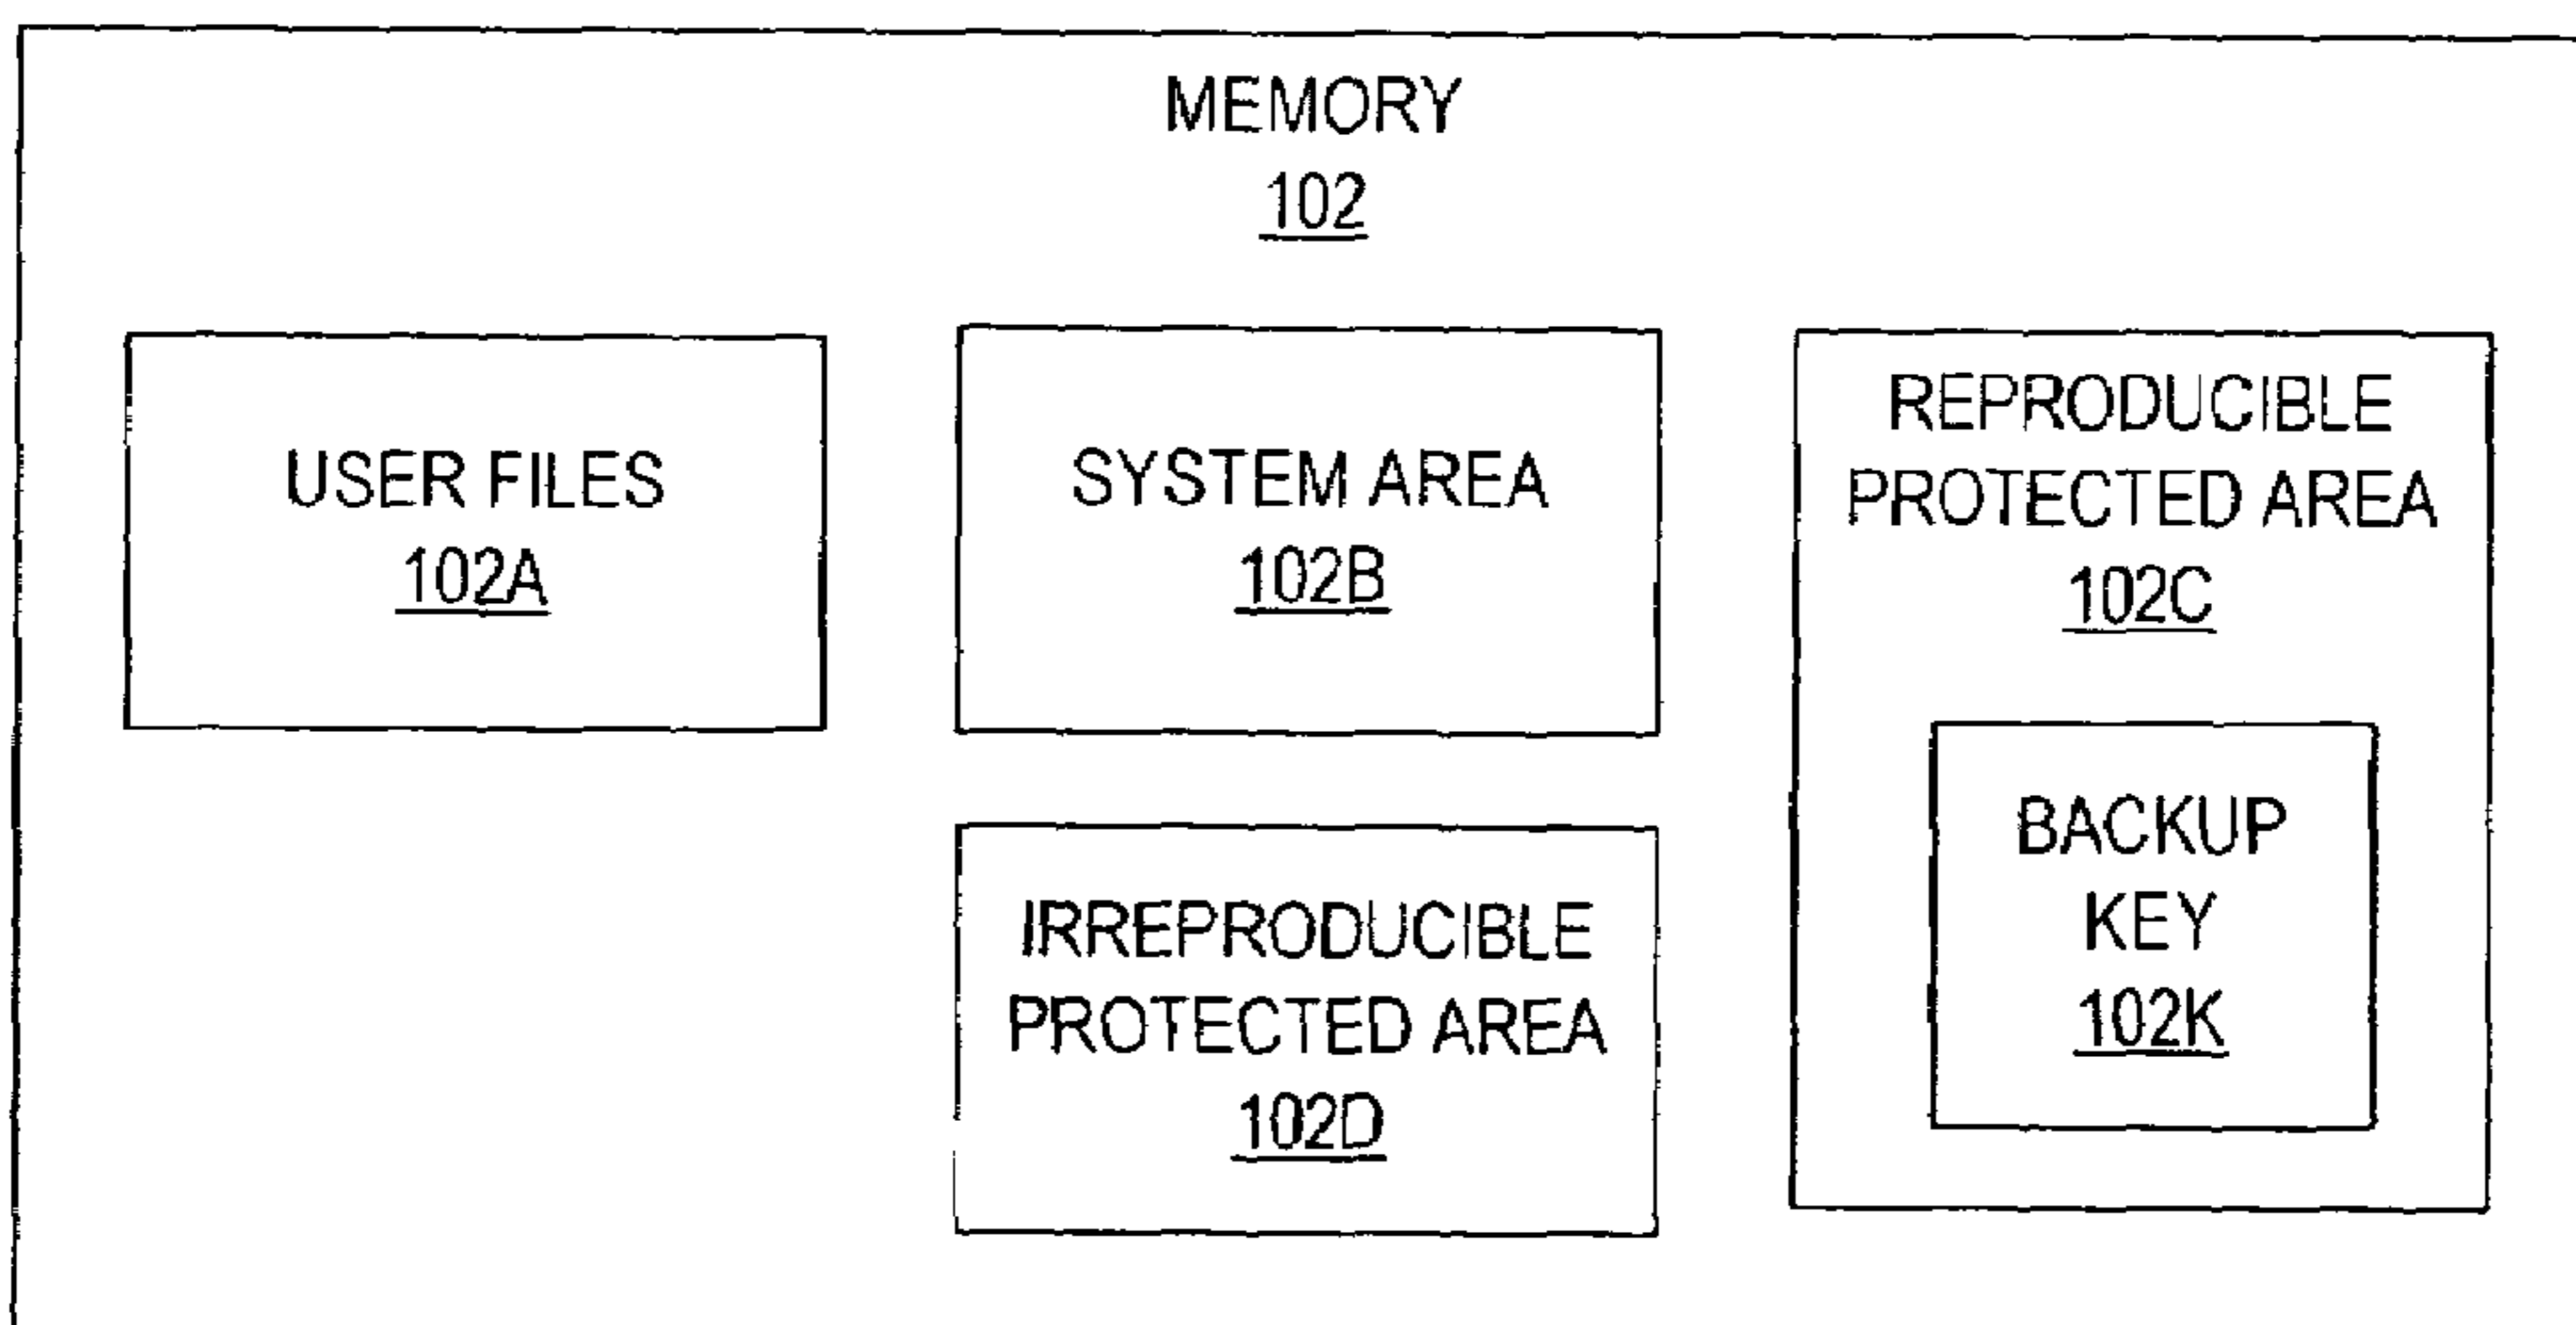 MEMORY
102
USER FILES
102A
SYSTEM AREA
102B
REPRODUCIBLE
PROTECTED AREA
102C
BACKUP
KEY
102K
IRREPRODUCIBLE
PROTECTED AREA
102D